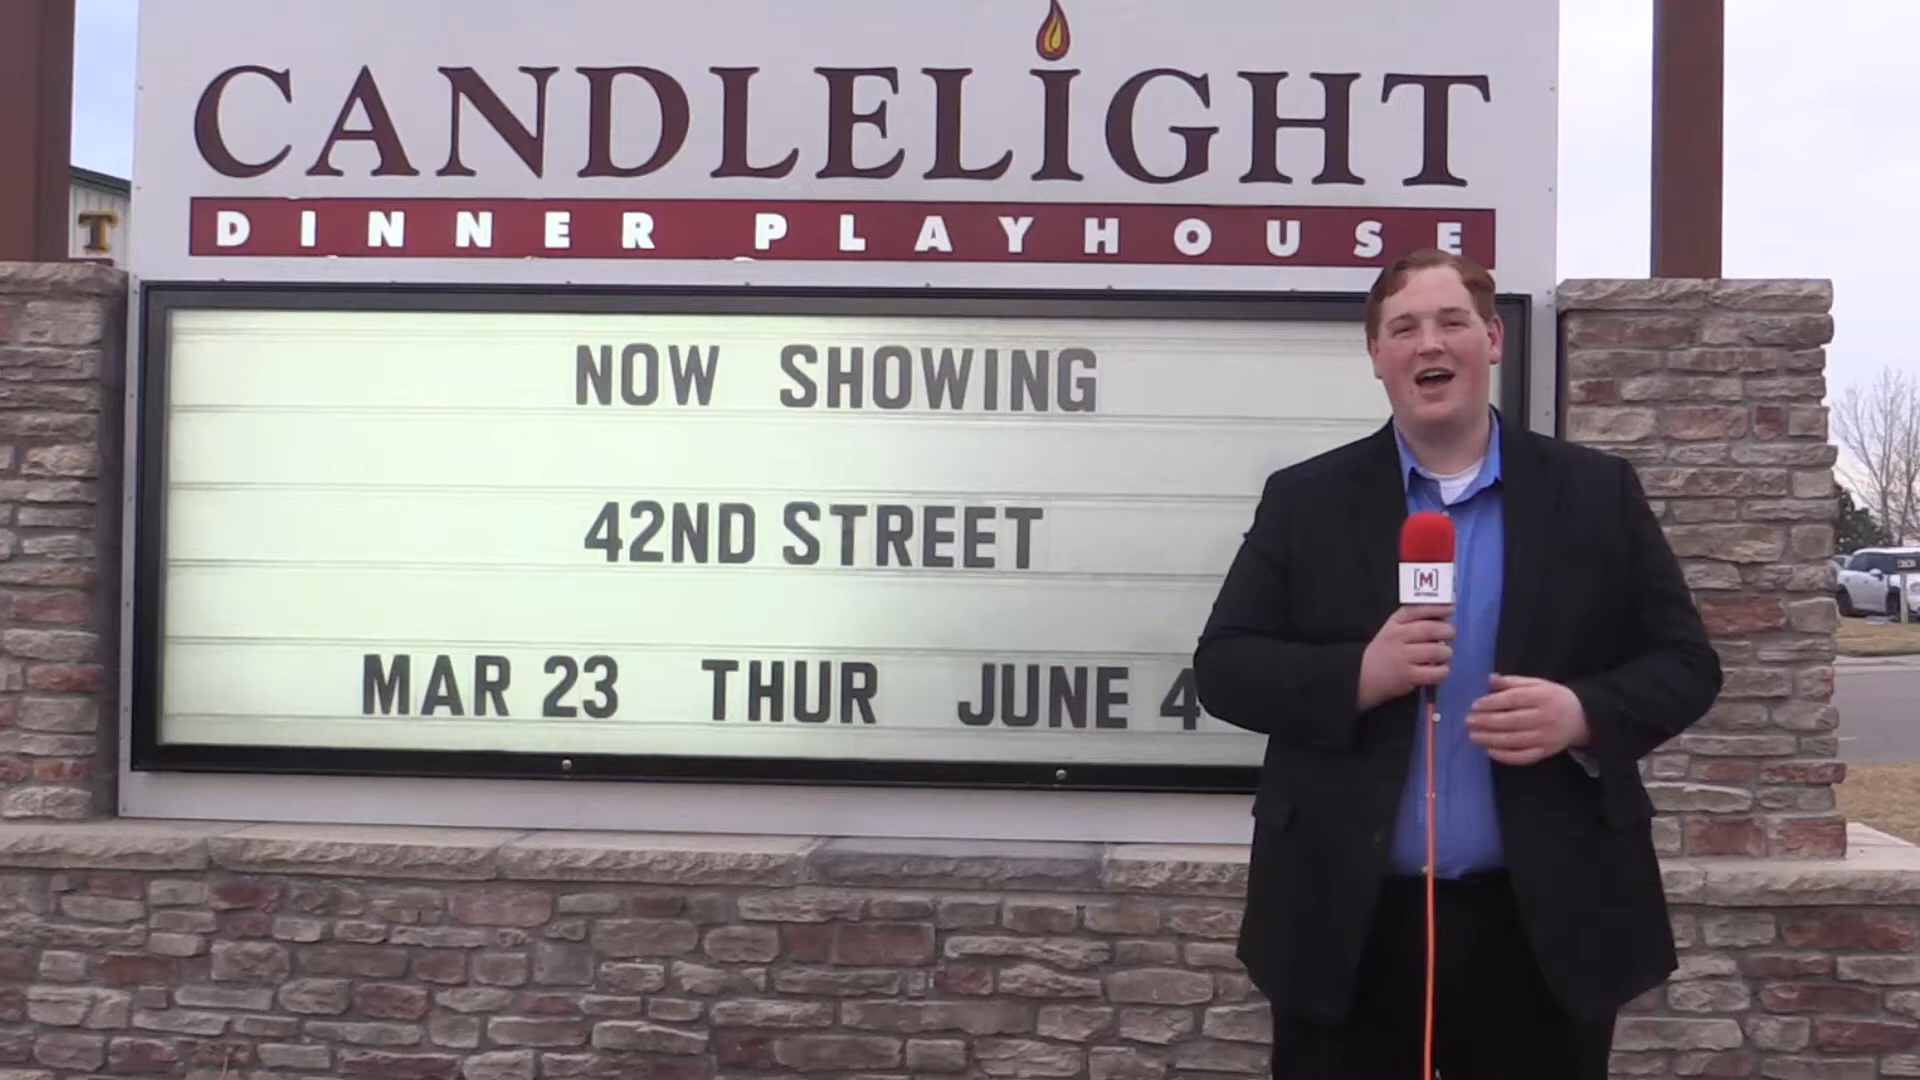 CANDLELIGHT
DINNER PLAYHOUSE
T
NOW SHOWING
42ND STREET
MAR 23 THUR JUNE 4
[M]